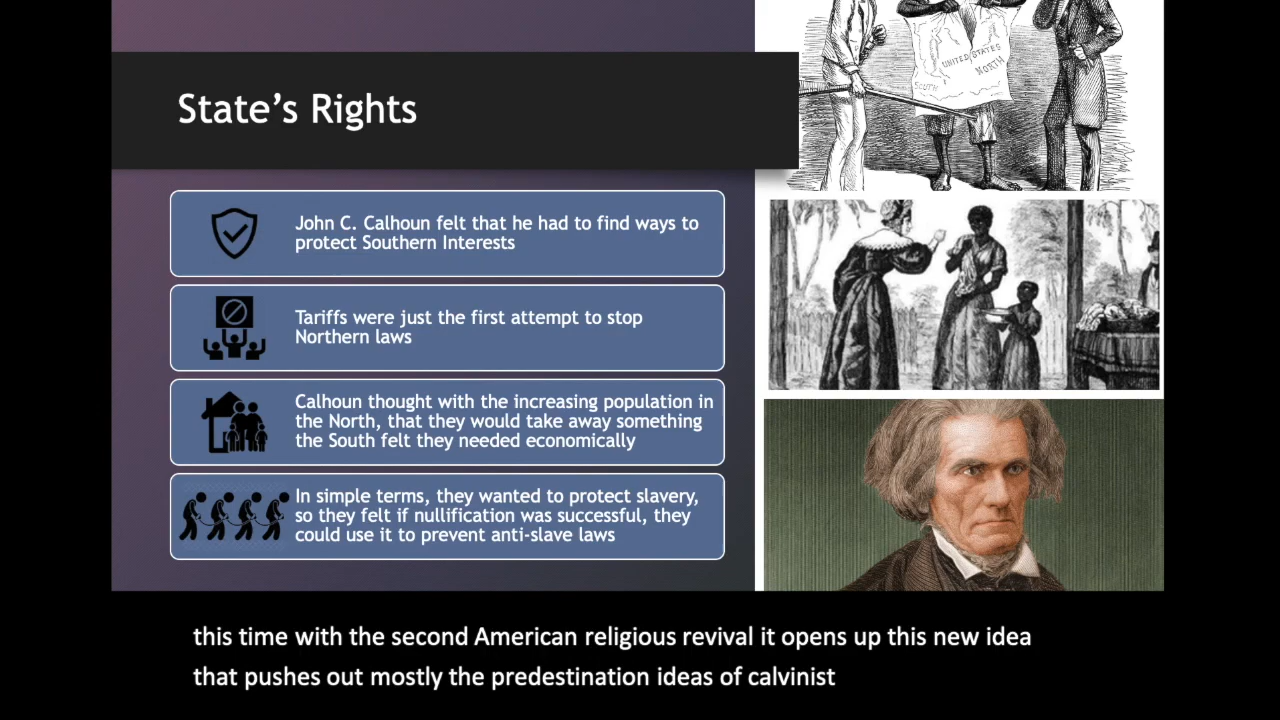 State's Rights
John C. Calhoun felt that he had to find ways to
protect Southern Interests
Tariffs were just the first attempt to stop
Northern laws
Calhoun thought with the increasing population in
the North, that they would take away something
the South felt they needed economically
In simple terms, they wanted to protect slavery,
so they felt if nullification was successful, they
could use it to prevent anti-slave laws
UNITED STATES
NORTH
SOUTH
this time with the second American religious revival it opens up this new idea
that pushes out mostly the predestination ideas of calvinist